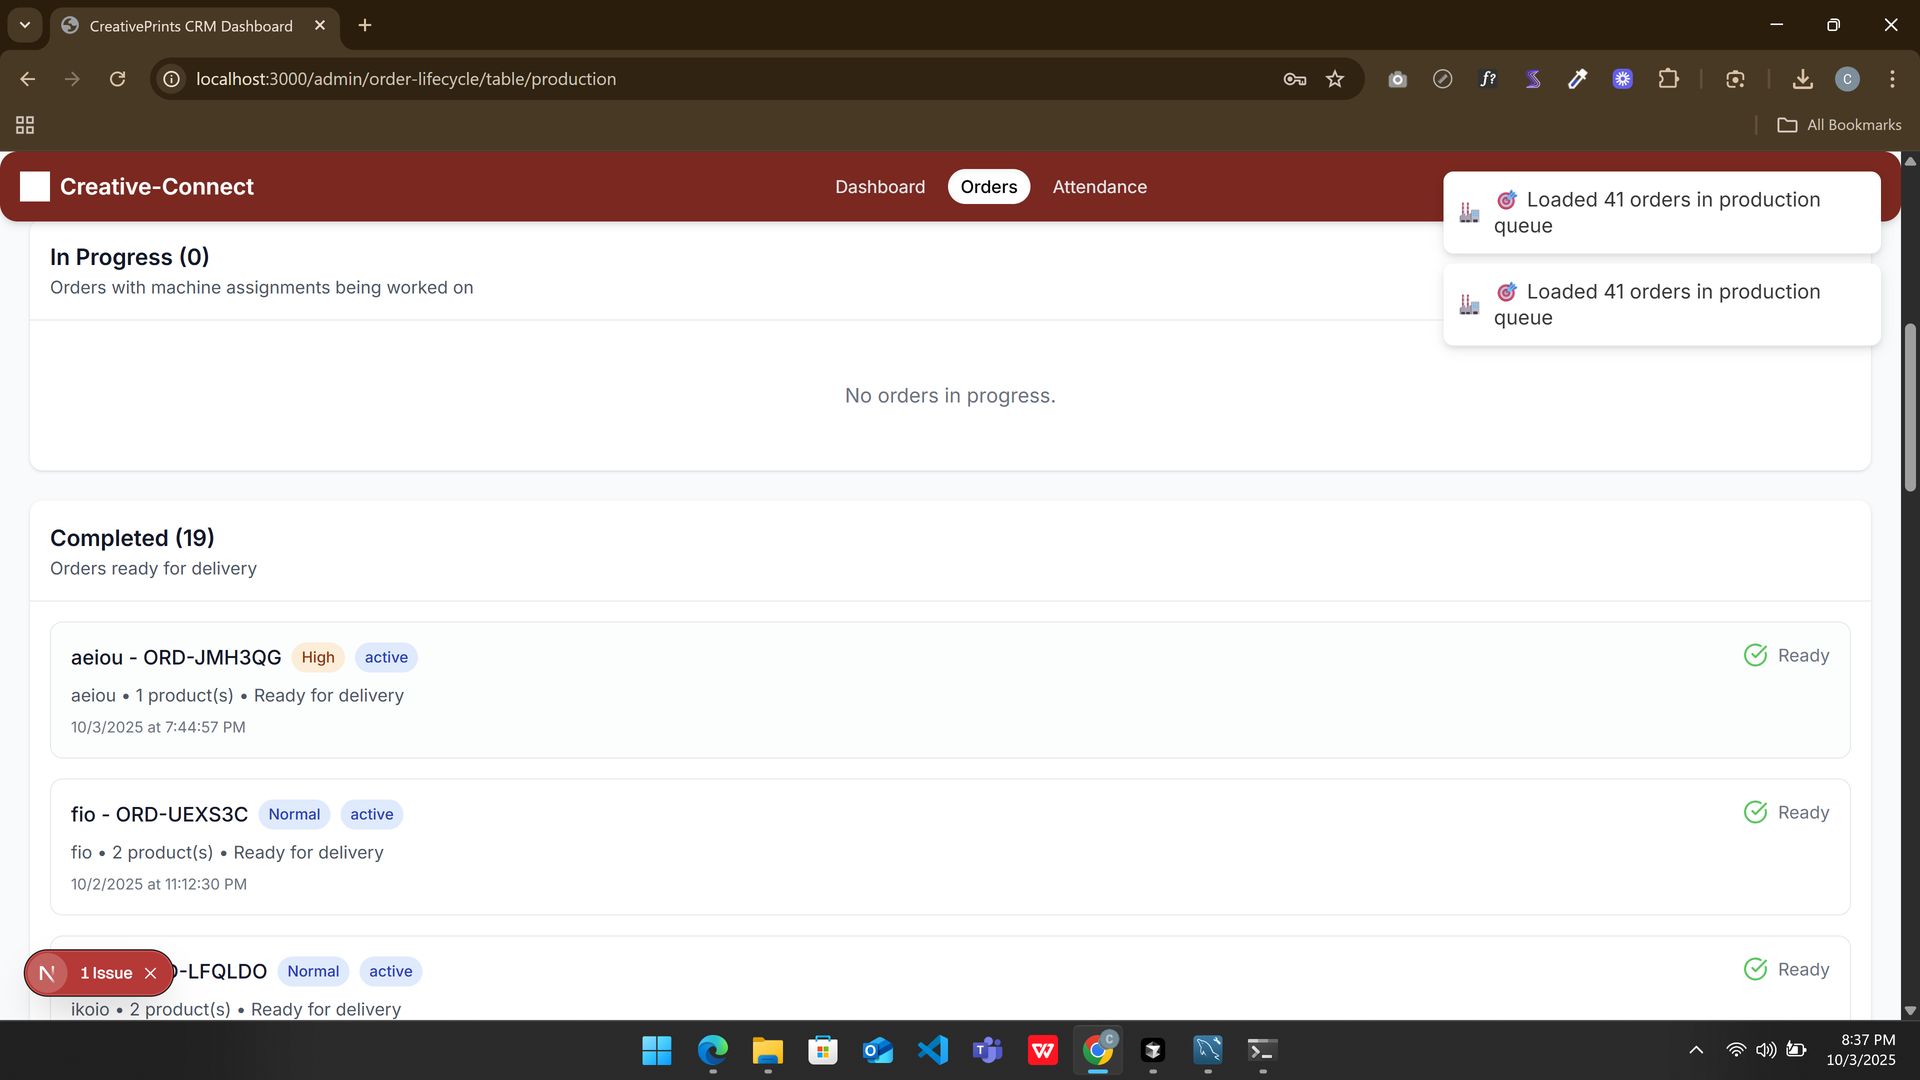 CreativePrints CRM Dashboard
localhost:3000/admin/order-lifecycle/table/production
f?
C
All Bookmarks
Creative-Connect
Dashboard
Orders
Attendance
🎯 Loaded 41 orders in production
queue
🎯 Loaded 41 orders in production
queue
In Progress (0)
Orders with machine assignments being worked on
No orders in progress.
Completed (19)
Orders ready for delivery
aeiou - ORD-JMH3QG High active
Ready
aeiou • 1 product(s) • Ready for delivery
10/3/2025 at 7:44:57 PM
fio - ORD-UEXS3C Normal active
Ready
fio • 2 product(s) • Ready for delivery
10/2/2025 at 11:12:30 PM
N 1 Issue
-LFQLDO Normal active
Ready
ikoio • 2 product(s) • Ready for delivery
C
8:37 PM
10/3/2025